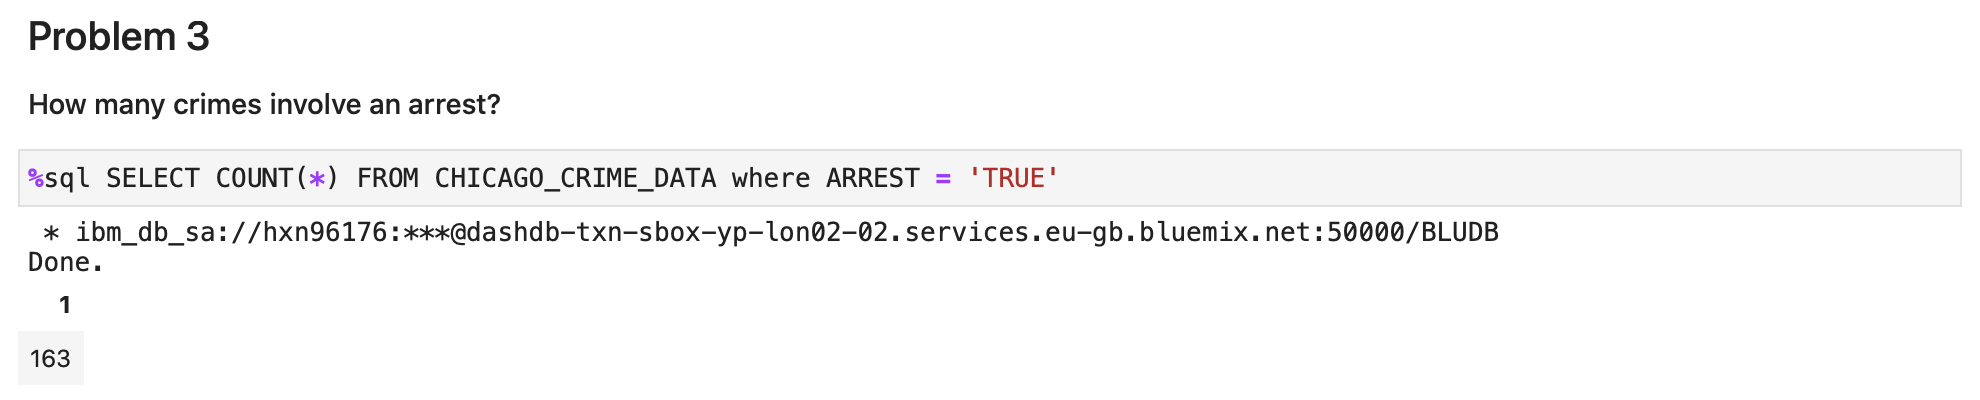 Problem 3
How many crimes involve an arrest?
%sql SELECT COUNT(*) FROM CHICAGO_CRIME_DATA where ARREST = 'TRUE'
* ibm_db_sa://hxn96176:***@dashdb-txn-sbox-yp-lon02-02.services.eu-gb.bluemix.net:50000/BLUDB
Done.
1
163